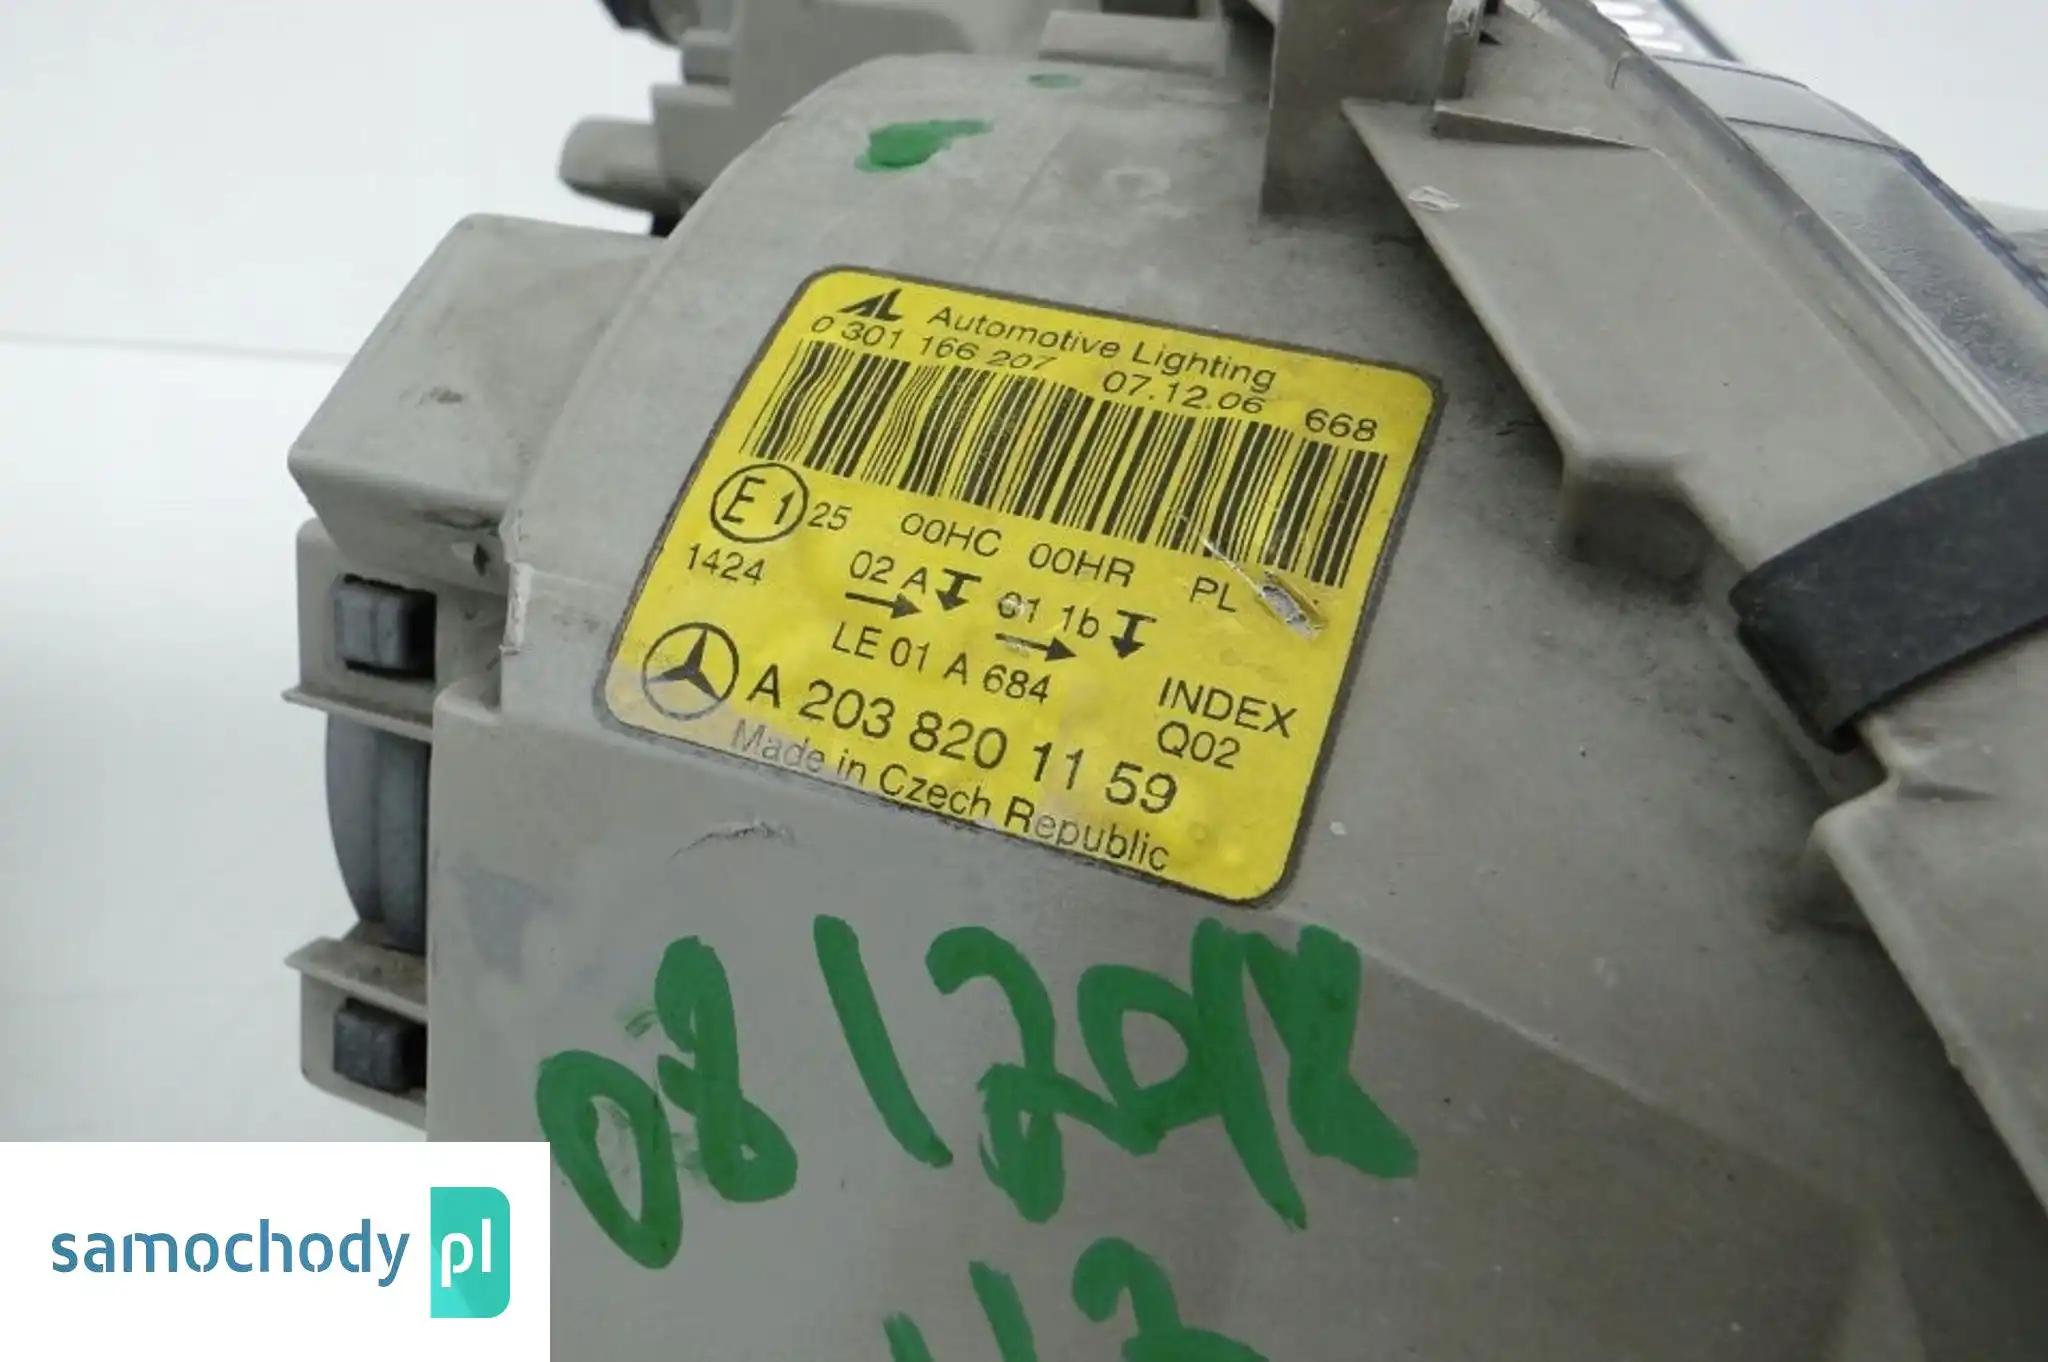 AL Automotive Lighting
0 301 166 207 07.12.06 668
E1 25 00HC 00HR PL
1424 02 A 01 1b
LE 01 A 684 INDEX
A 203 820 11 59 Q02
Made in Czech Republic
samochody pl